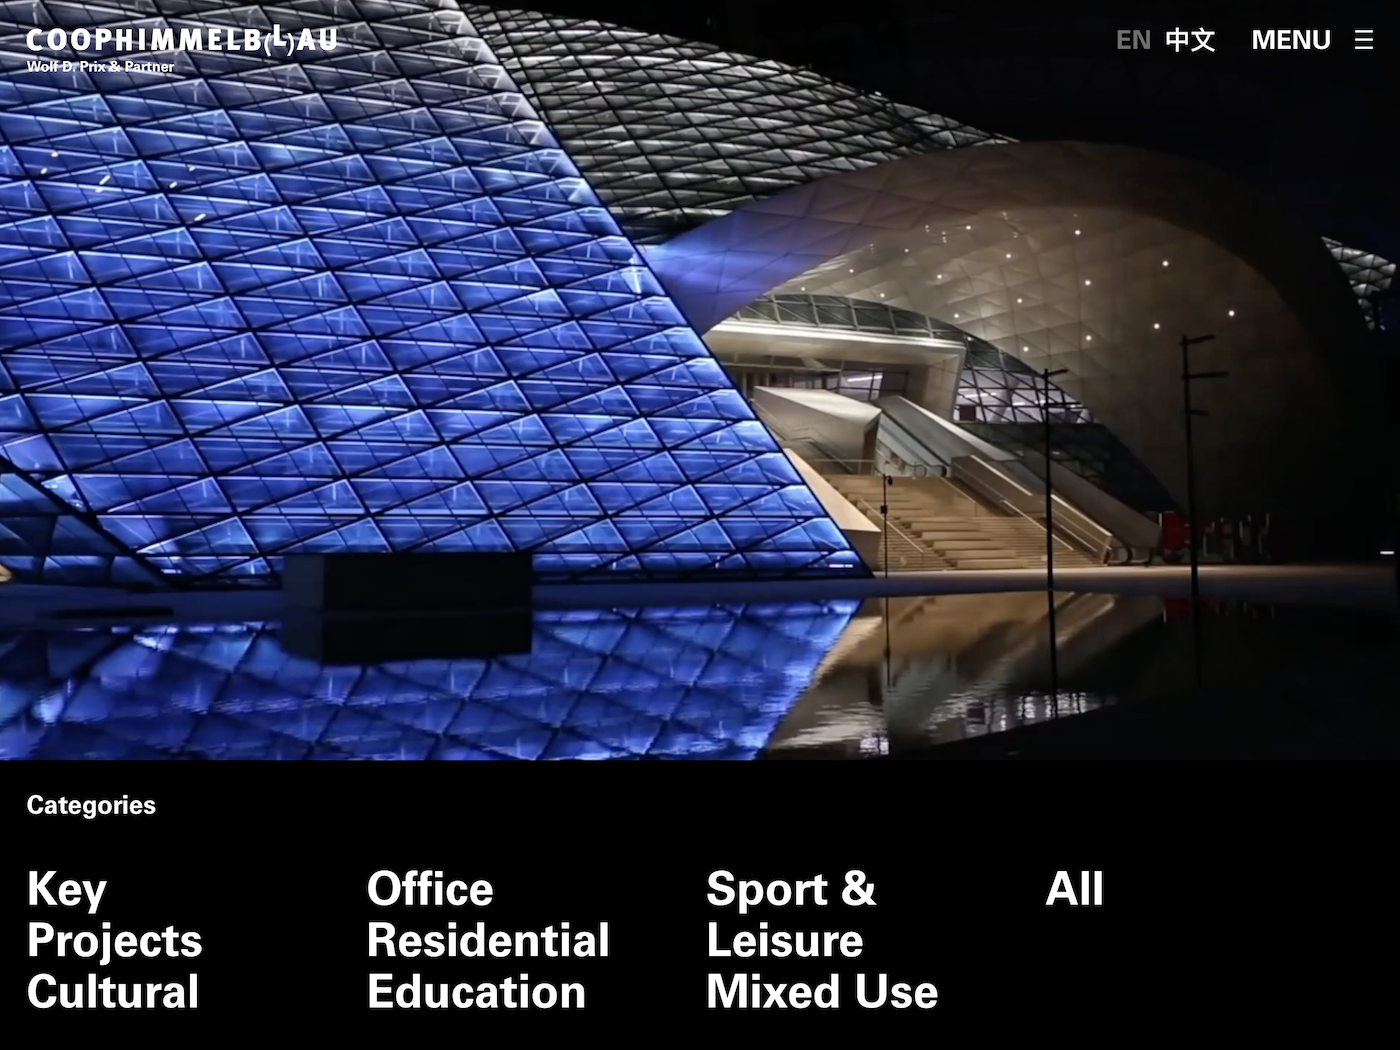 COOPHIMMELB(L)AU
Wolf D. Prix & Partner
EN 中文 MENU
Categories
Key
Projects
Cultural
Office
Residential
Education
Sport &
Leisure
Mixed Use
All